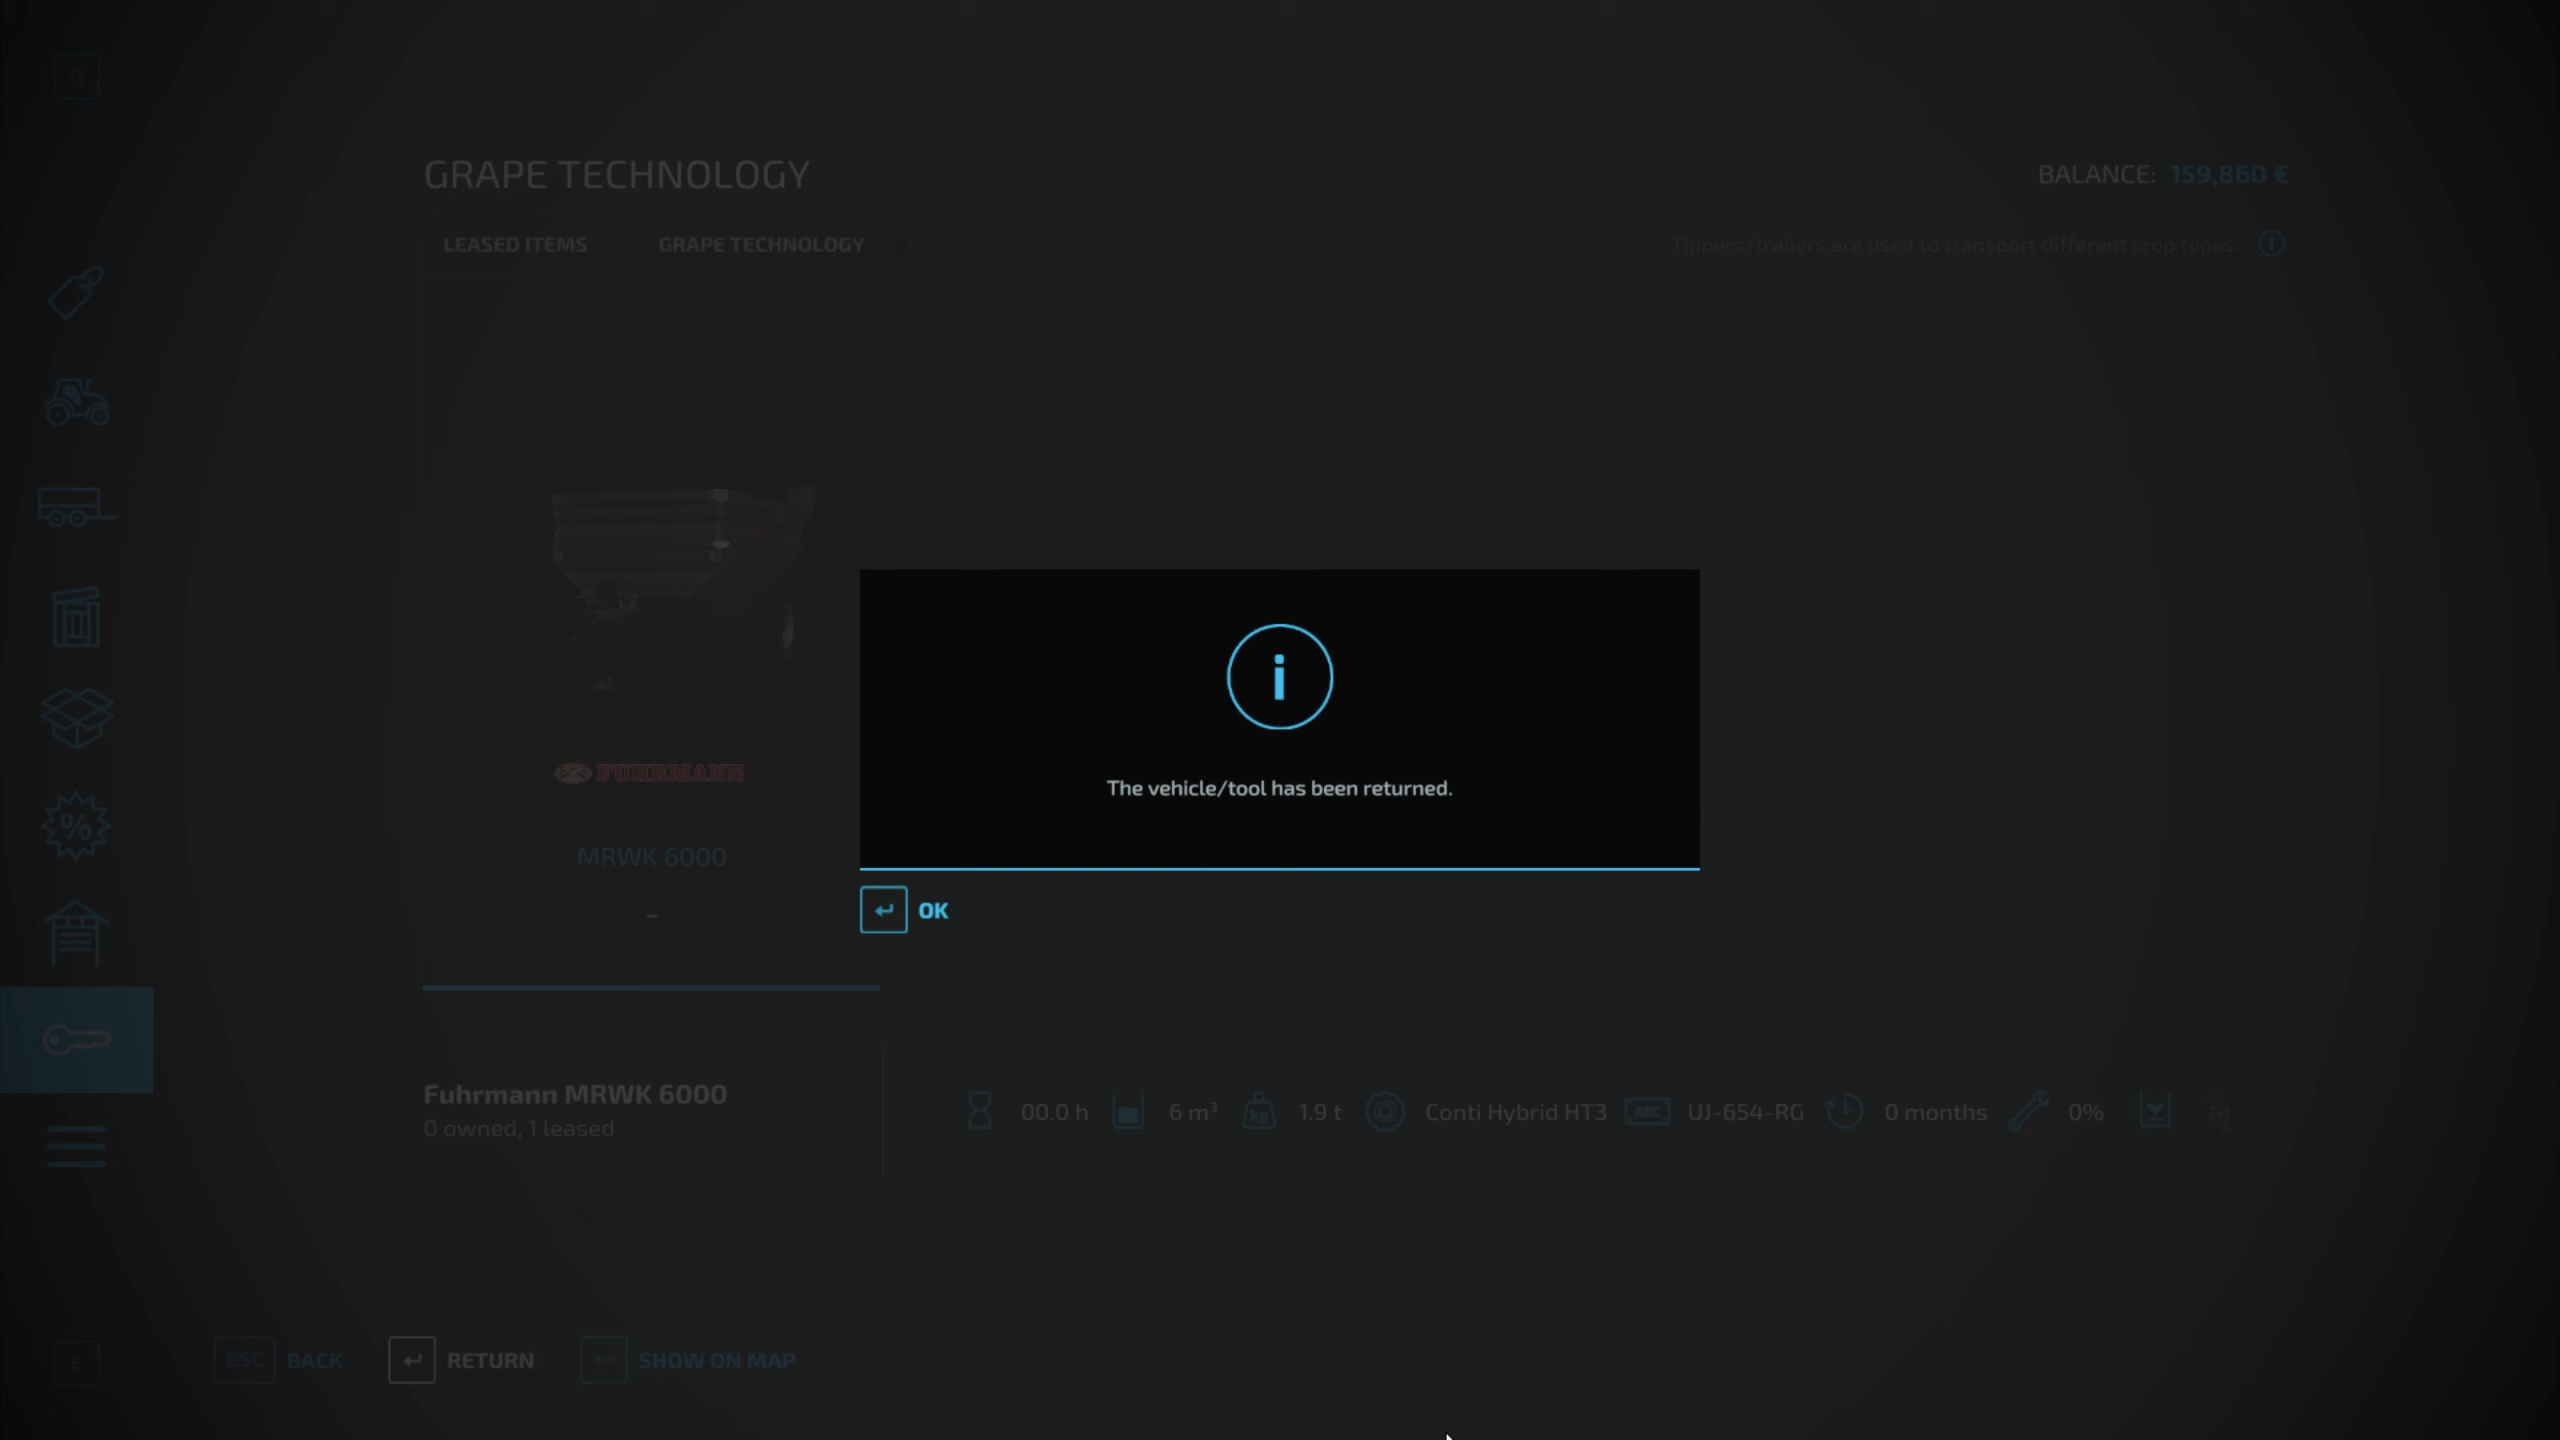 q
GRAPE TECHNOLOGY
BALANCE: 159,860 €
LEASED ITEMS GRAPE TECHNOLOGY
Tippers/trailers are used to transport different crop types.
i
%
FUHRMANN
MRWK 6000
-
i
The vehicle/tool has been returned.
OK
Fuhrmann MRWK 6000
0 owned, 1 leased
00.0 h
6 m³
kg 1.9 t
Conti Hybrid HT3
ABC UJ-654-RG
0 months
0%
E
ESC BACK
RETURN
SHOW ON MAP